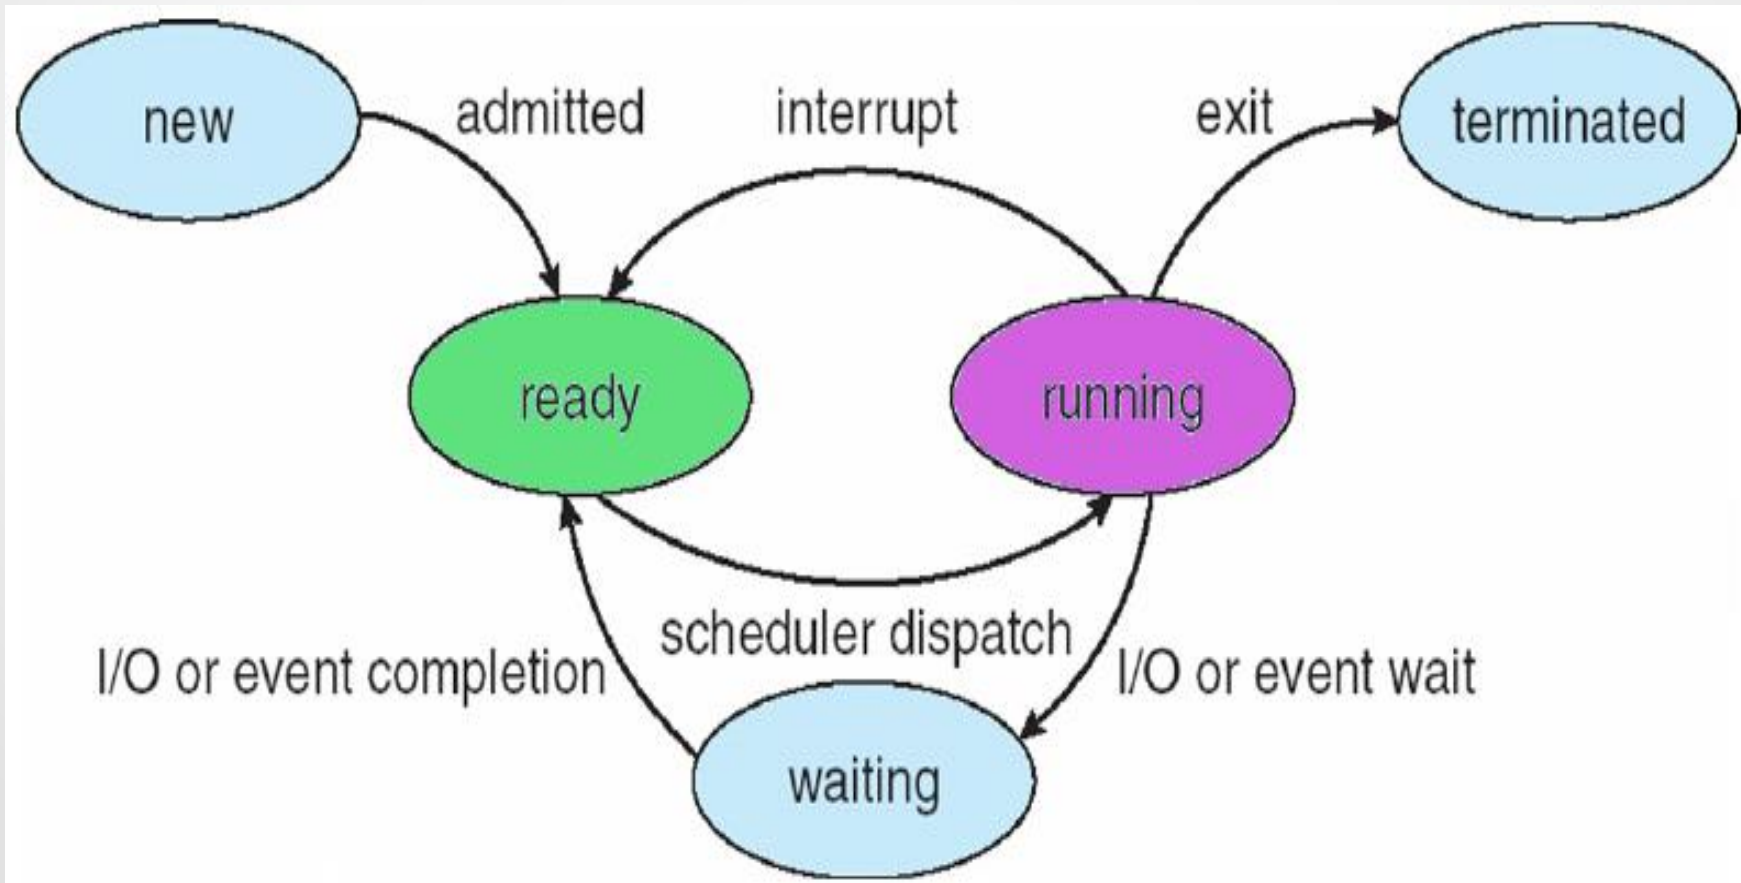 new
admitted
interrupt
exit
terminated
ready
running
scheduler dispatch
I/O or event completion
I/O or event wait
waiting